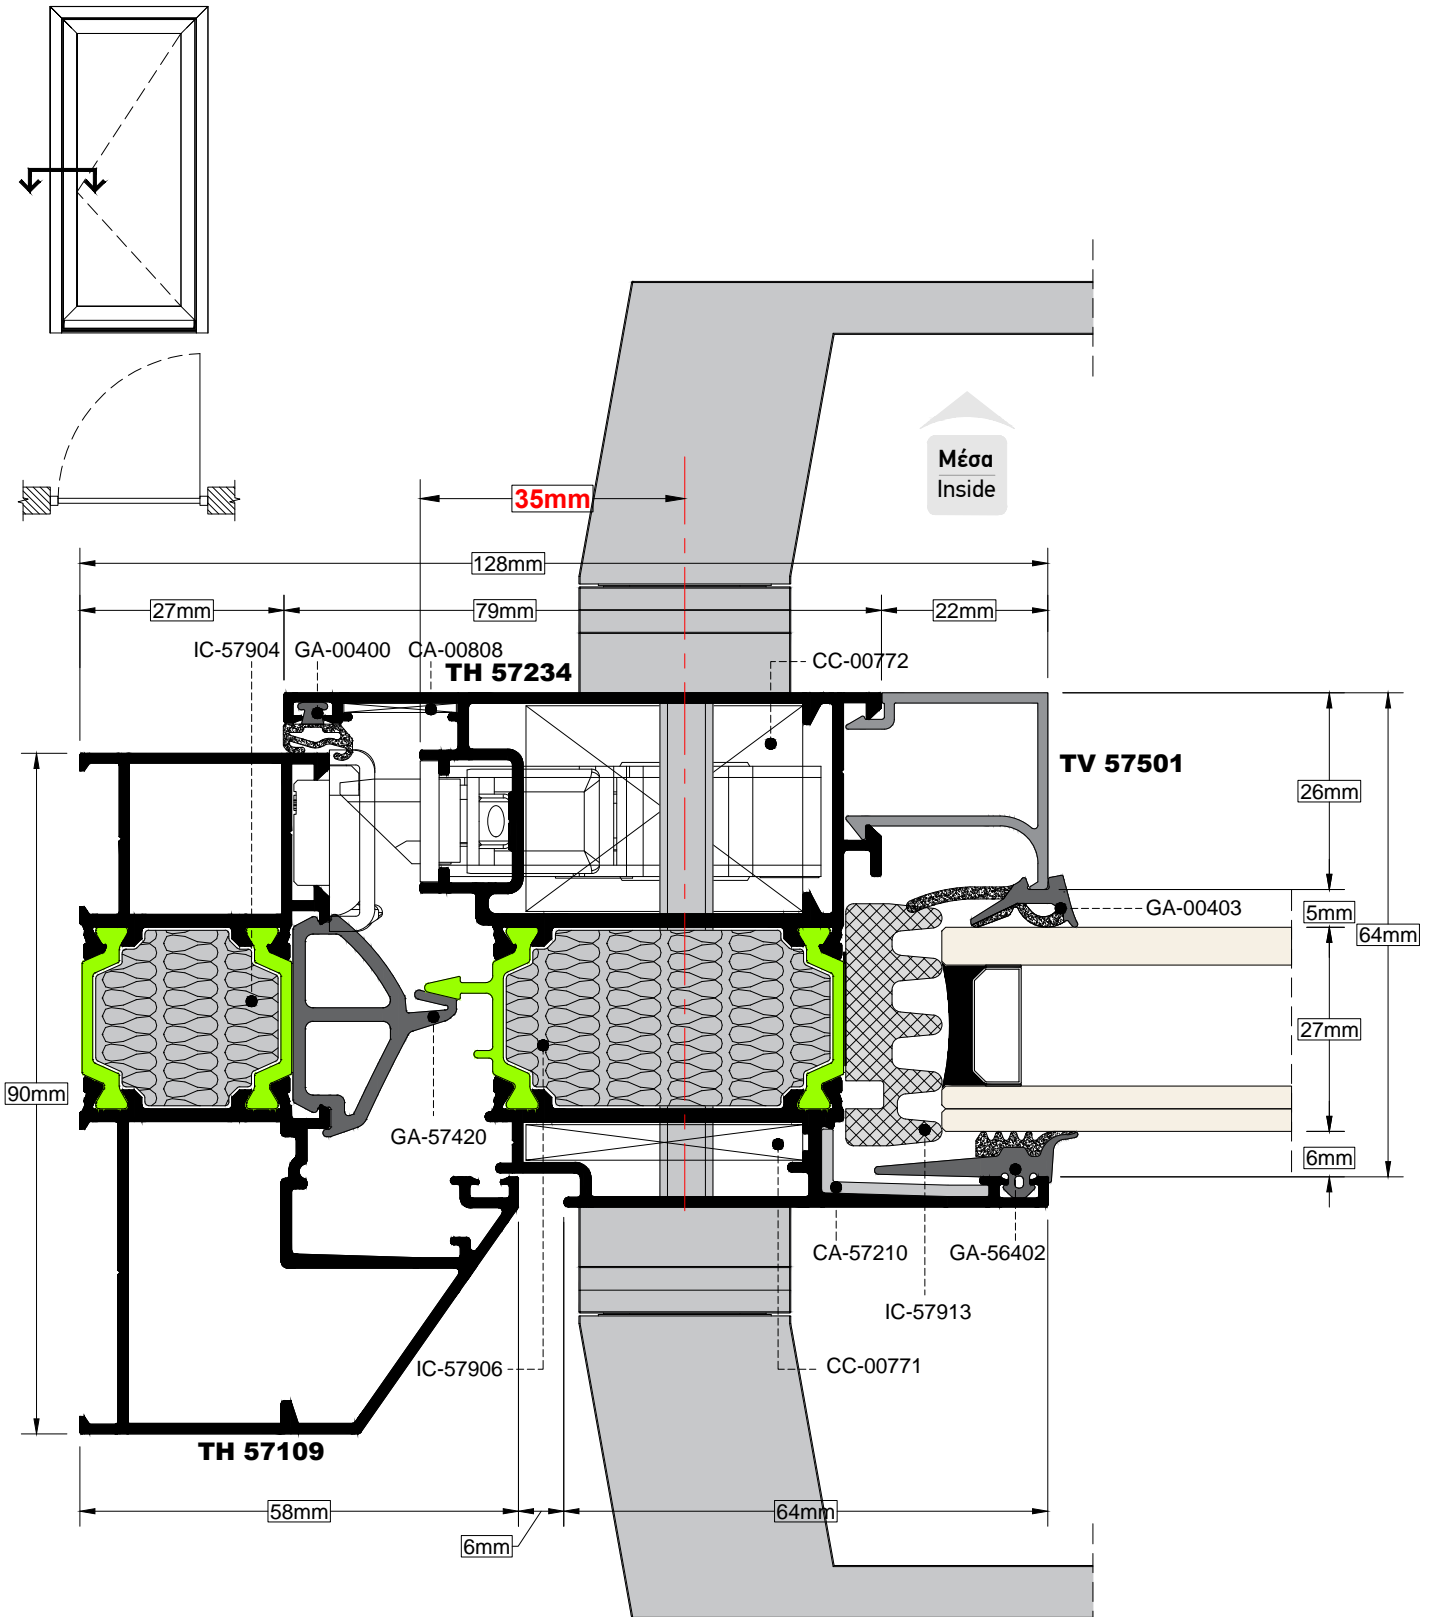 Μέσα
Inside
35mm
128mm
27mm
79mm
22mm
IC-57904
GA-00400
CA-00808
TH 57234
CC-00772
TV 57501
26mm
GA-00403
5mm
64mm
27mm
90mm
GA-57420
6mm
CA-57210
GA-56402
IC-57913
IC-57906
CC-00771
TH 57109
58mm
64mm
6mm